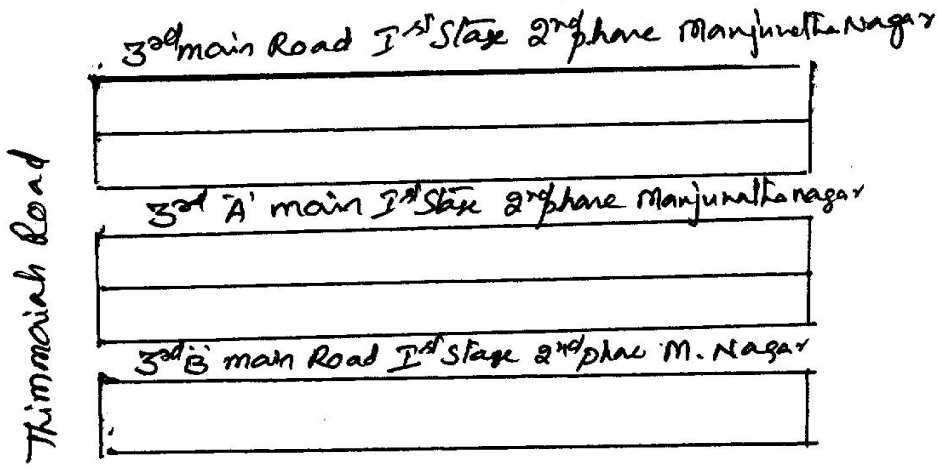 3rd main Road Ist Stage 2nd phase Manjunatha Nagar
3rd 'A' main Ist Stage 2nd phase Manjunatha nagar
3rd 'B' main Road Ist Stage 2nd phae M. Nagar
Thimmaiah Road